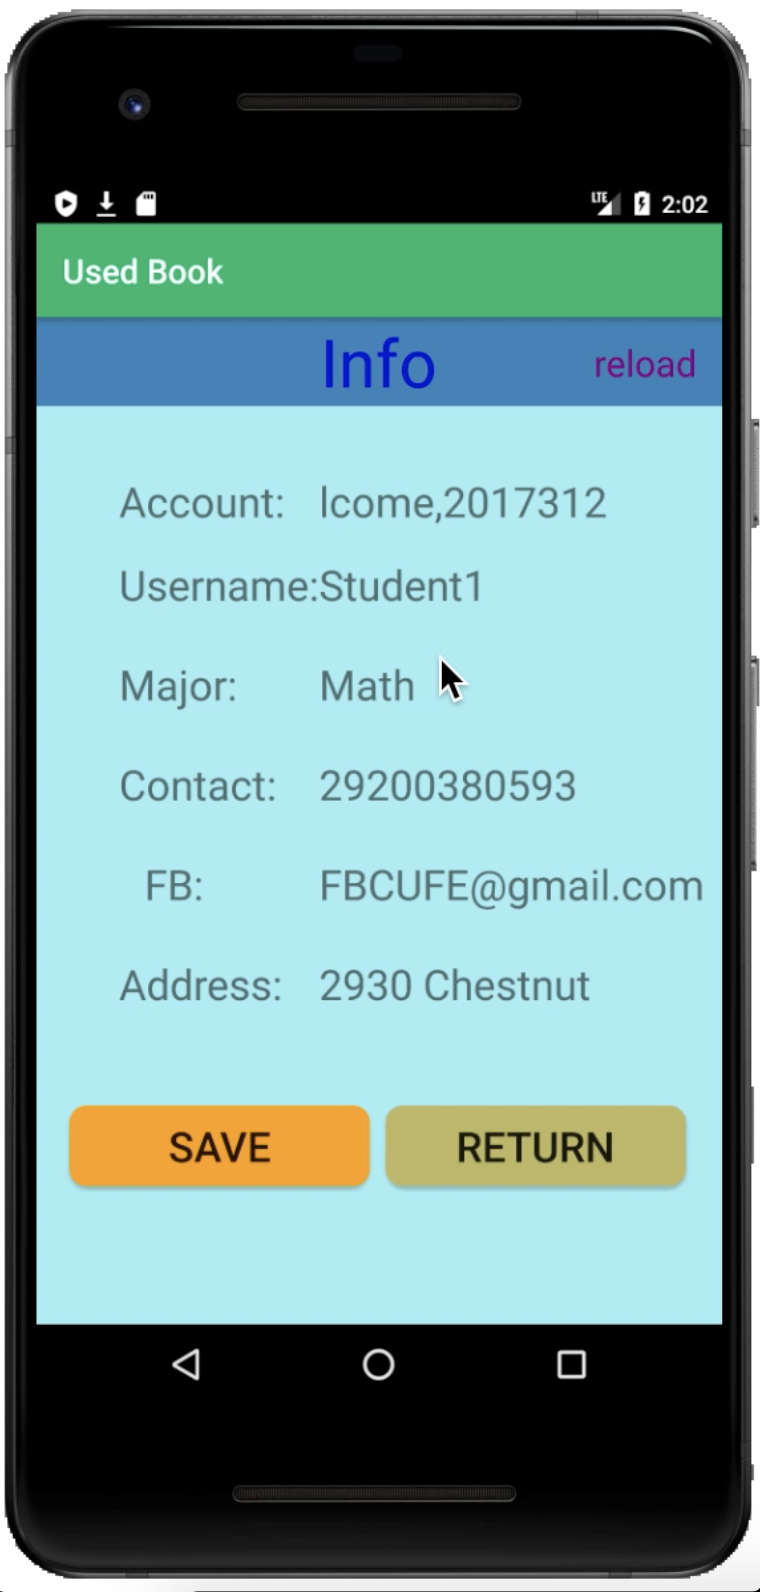 LTE 2:02
Used Book
Info reload
Account: lcome,2017312
Username:Student1
Major: Math
Contact: 29200380593
FB: FBCUFE@gmail.com
Address: 2930 Chestnut
SAVE RETURN